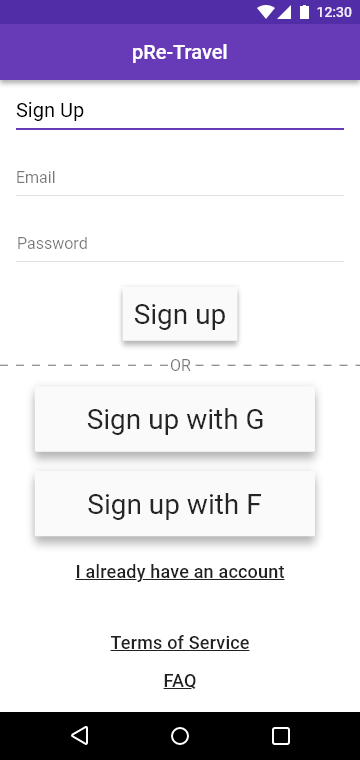 12:30
pRe-Travel
Sign Up
Email
Password
Sign up
OR
Sign up with G
Sign up with F
I already have an account
Terms of Service
FAQ